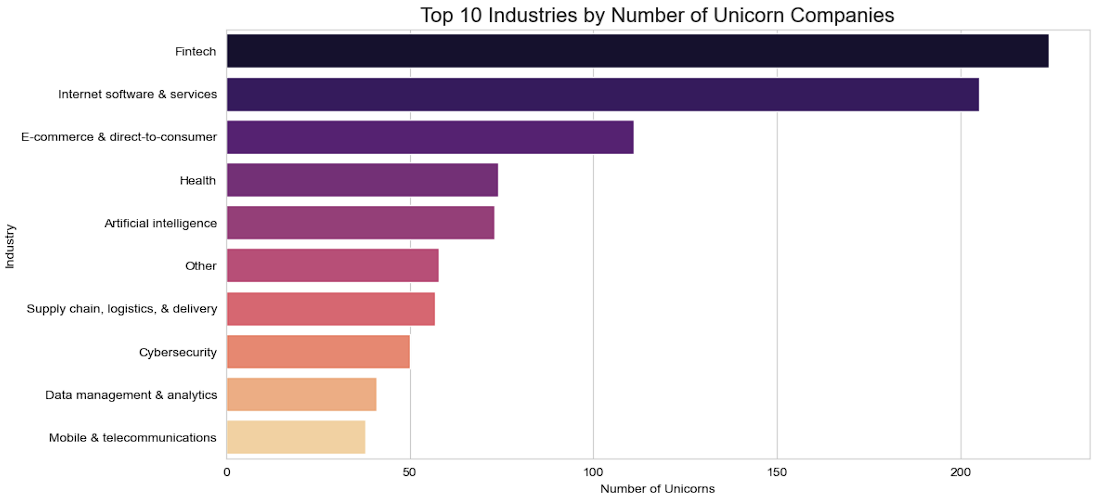 Top 10 Industries by Number of Unicorn Companies
Industry
Fintech
Internet software & services
E-commerce & direct-to-consumer
Health
Artificial intelligence
Other
Supply chain, logistics, & delivery
Cybersecurity
Data management & analytics
Mobile & telecommunications
0 50 100 150 200
Number of Unicorns